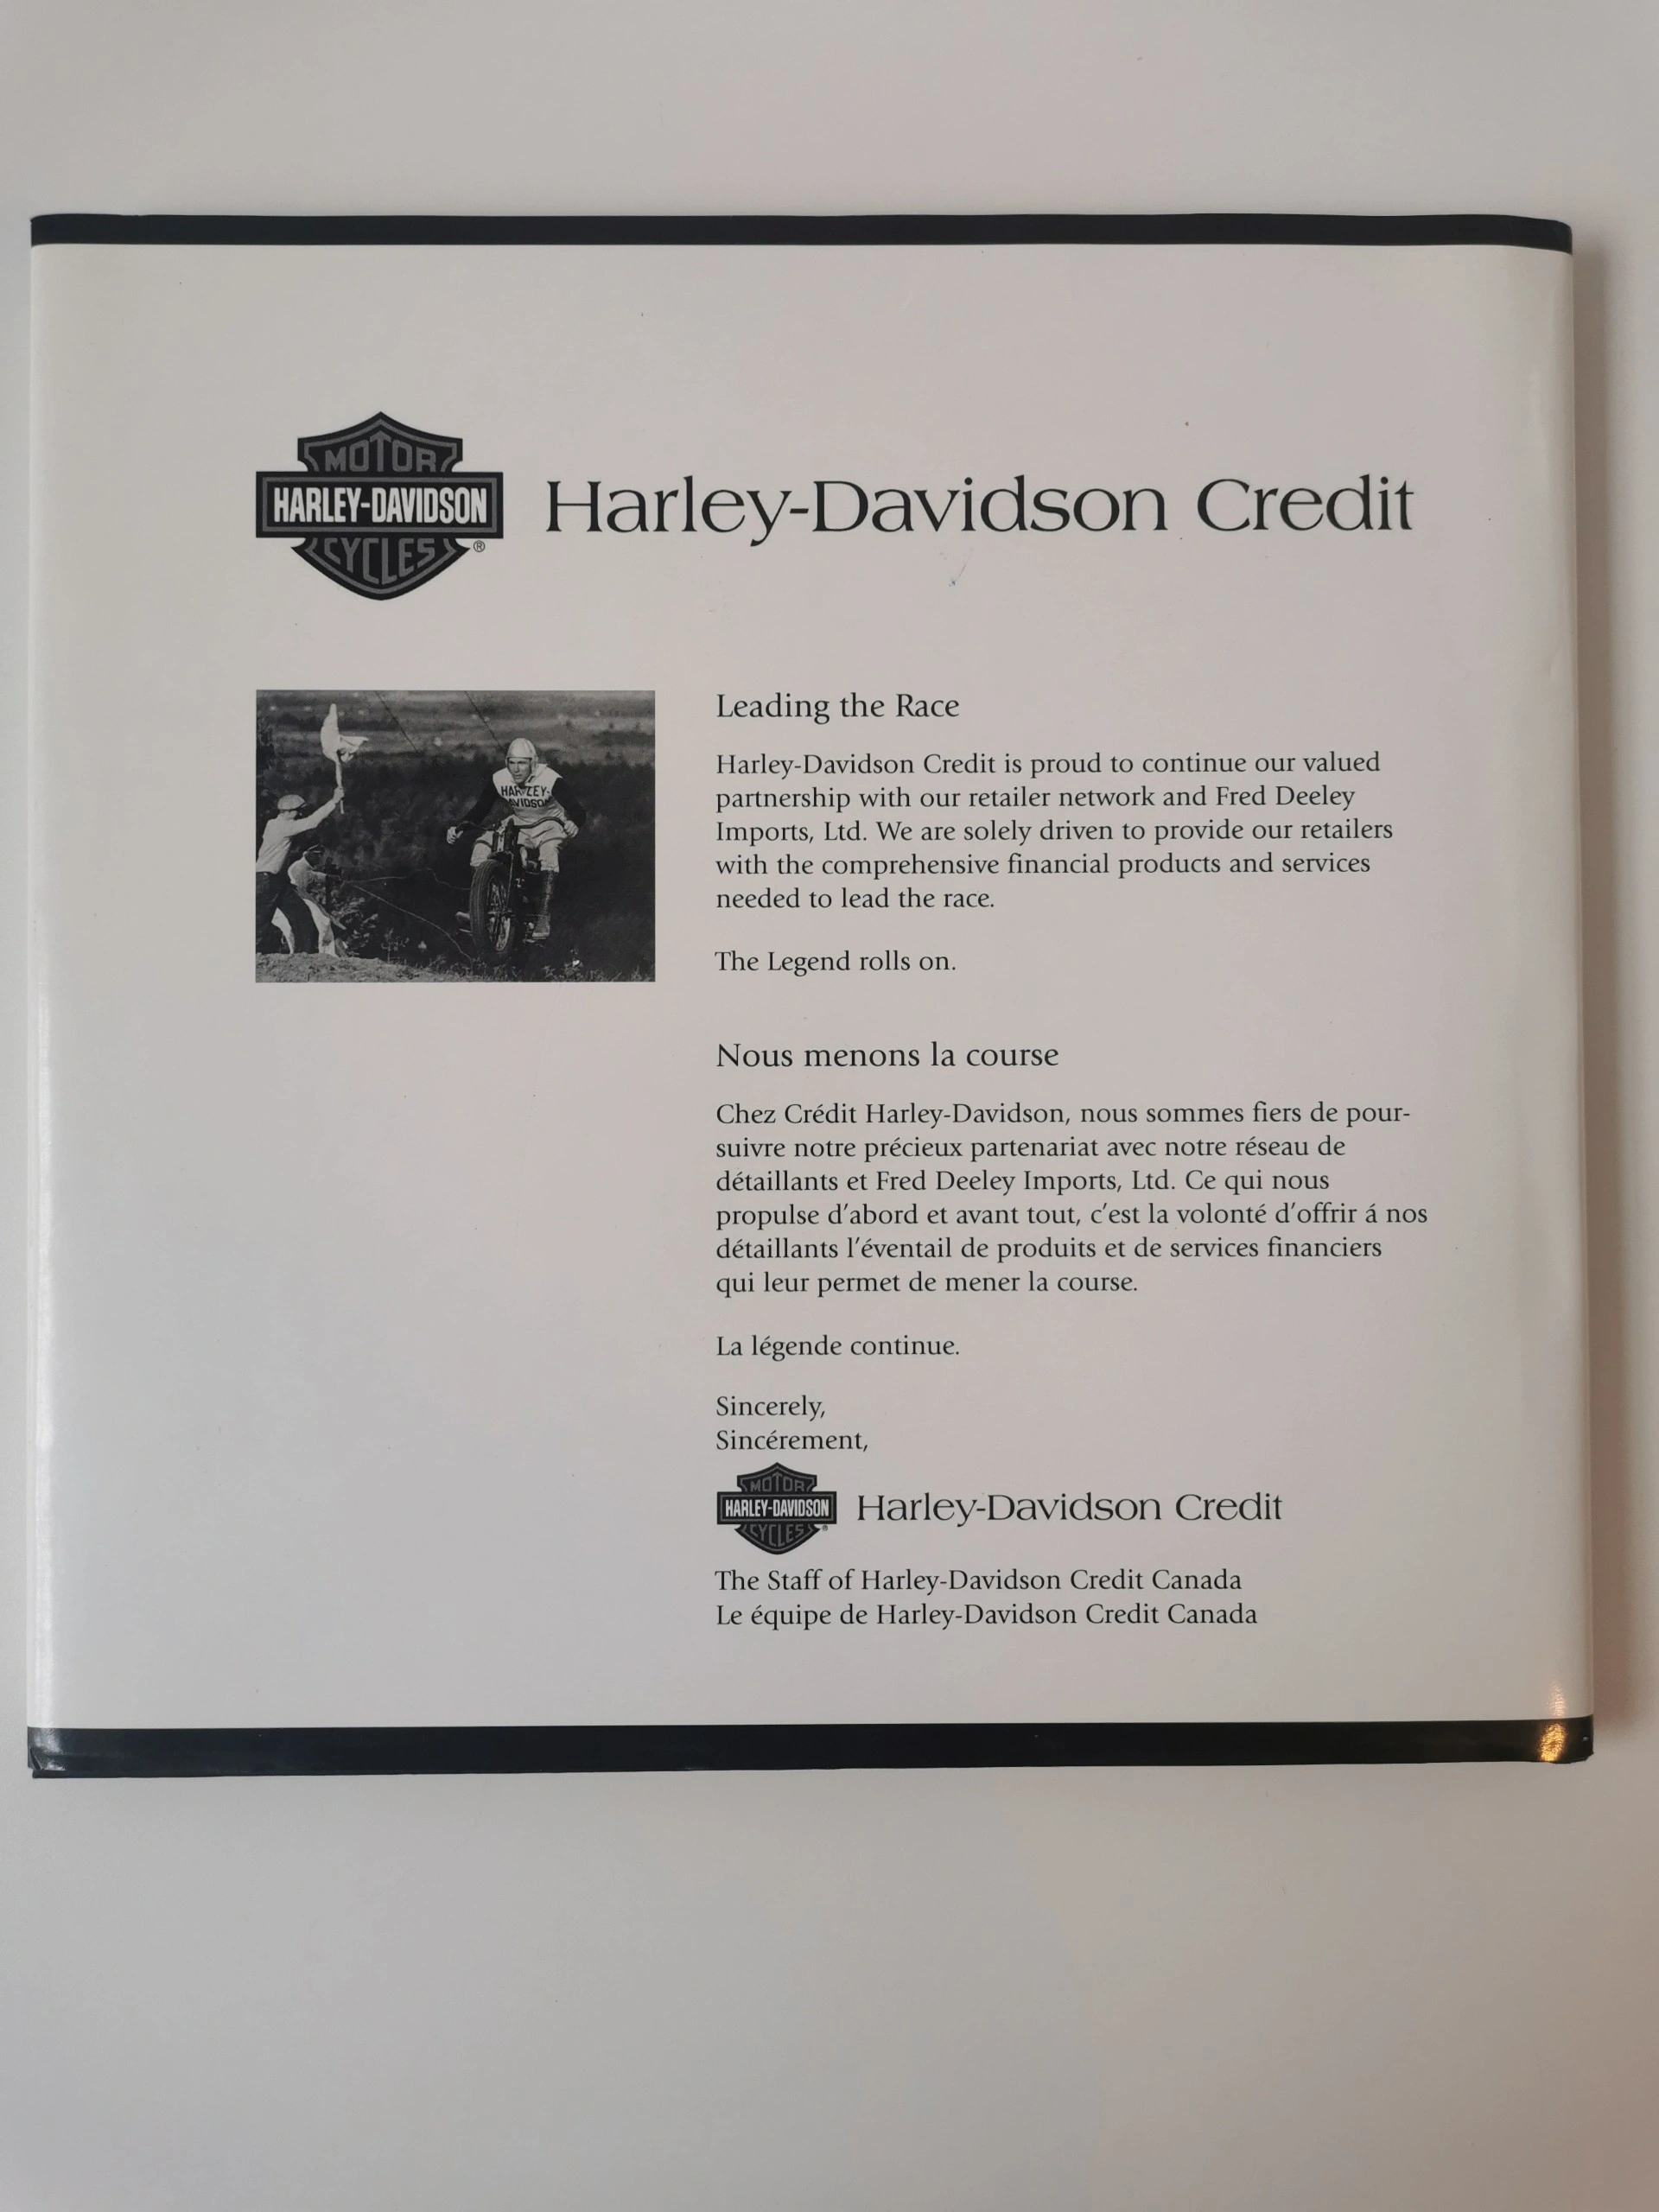 MOTOR
HARLEY-DAVIDSON
CYCLES
®
Harley-Davidson Credit
HARLEY-
DAVIDSON
Leading the Race
Harley-Davidson Credit is proud to continue our valued
partnership with our retailer network and Fred Deeley
Imports, Ltd. We are solely driven to provide our retailers
with the comprehensive financial products and services
needed to lead the race.
The Legend rolls on.
Nous menons la course
Chez Crédit Harley-Davidson, nous sommes fiers de pour-
suivre notre précieux partenariat avec notre réseau de
détaillants et Fred Deeley Imports, Ltd. Ce qui nous
propulse d'abord et avant tout, c'est la volonté d'offrir á nos
détaillants l'éventail de produits et de services financiers
qui leur permet de mener la course.
La légende continue.
Sincerely,
Sincérement,
MOTOR
HARLEY-DAVIDSON
CYCLES
®
Harley-Davidson Credit
The Staff of Harley-Davidson Credit Canada
Le équipe de Harley-Davidson Credit Canada